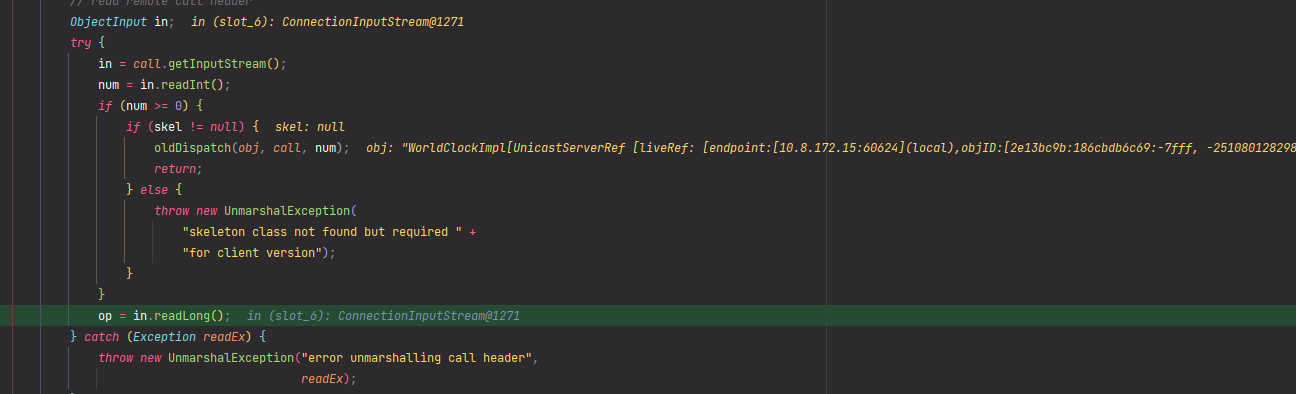 // read remote call header
ObjectInput in;  in (slot_6): ConnectionInputStream@1271
try {
in = call.getInputStream();
num = in.readInt();
if (num >= 0) {
if (skel != null) {  skel: null
oldDispatch(obj, call, num);  obj: "WorldClockImpl[UnicastServerRef [liveRef: [endpoint:[10.8.172.15:60624](local),objID:[2e13bc9b:186cbdb6c69:-7fff, -251080128298
return;
} else {
throw new UnmarshalException(
"skeleton class not found but required " +
"for client version");
}
}
op = in.readLong();  in (slot_6): ConnectionInputStream@1271
} catch (Exception readEx) {
throw new UnmarshalException("error unmarshalling call header",
readEx);